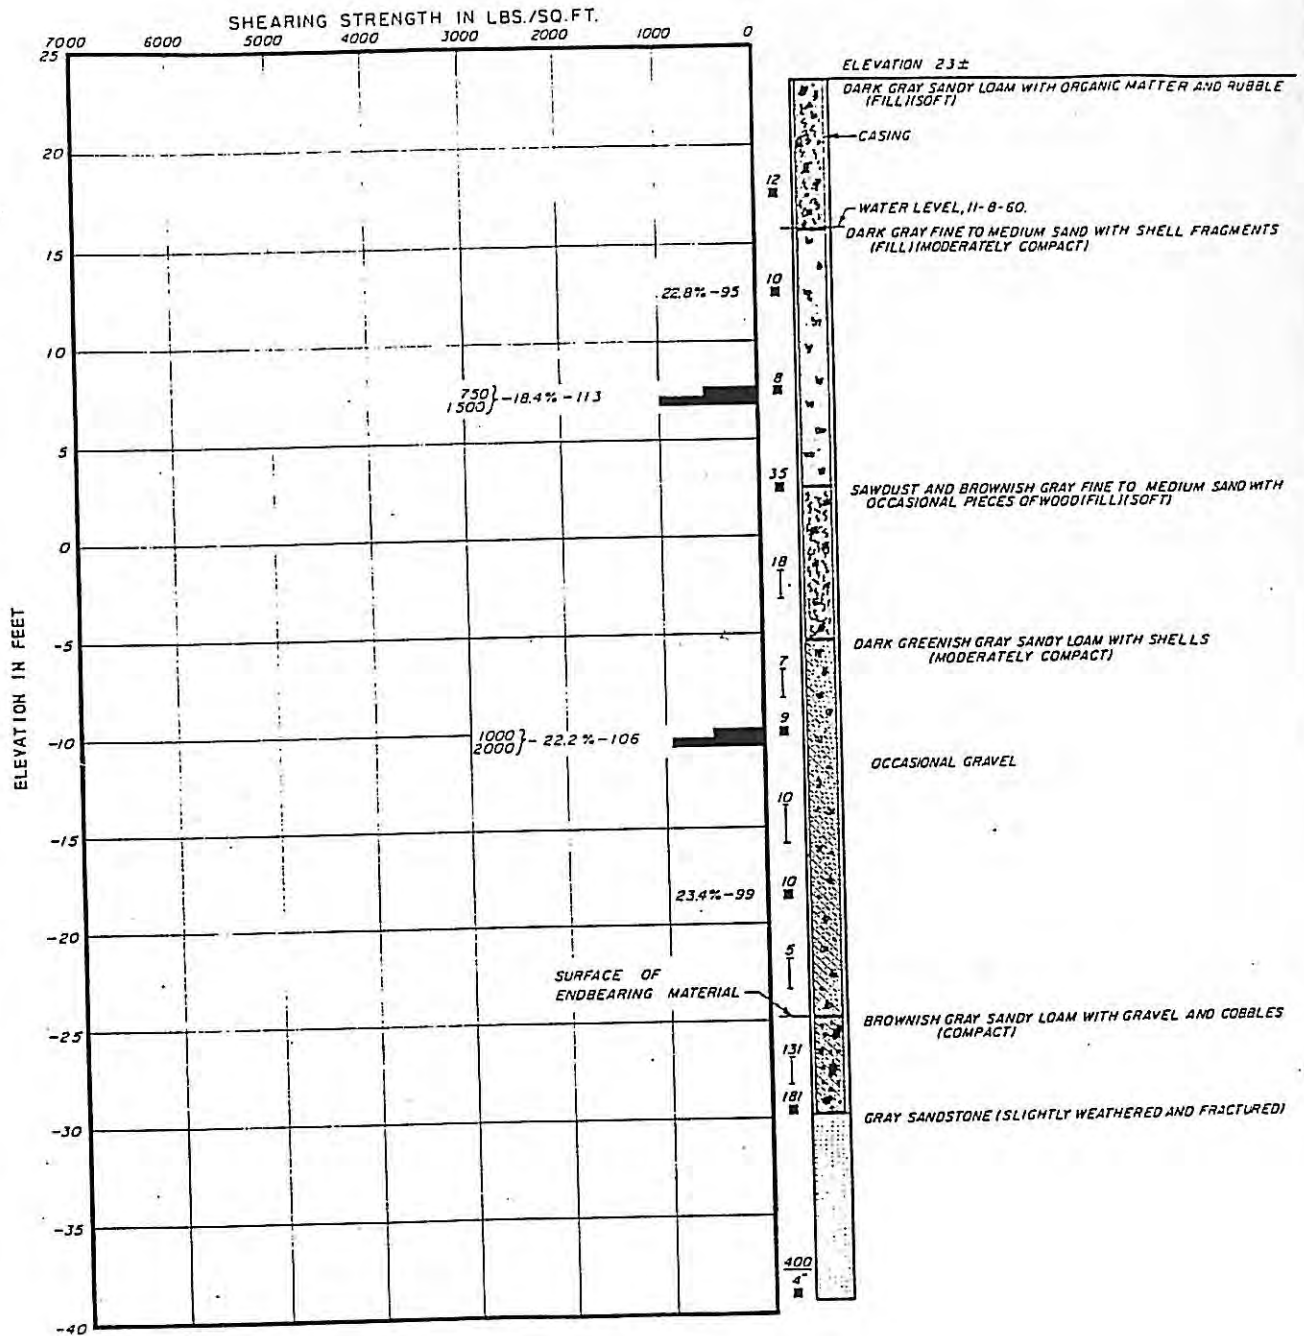 SHEARING STRENGTH IN LBS./SQ.FT.
7000 6000 5000 4000 3000 2000 1000 0
25
20
15
10
5
0
-5
-10
-15
-20
-25
-30
-35
-40
ELEVATION IN FEET
22.8%-95
750
1500}-18.4%-113
1000
2000}-22.2%-106
23.4%-99
SURFACE OF
ENDBEARING MATERIAL
12
10
8
35
18
7
9
10
10
5
131
181
400
4"
ELEVATION 23±
DARK GRAY SANDY LOAM WITH ORGANIC MATTER AND RUBBLE
(FILL)(SOFT)
CASING
WATER LEVEL, 11-8-60.
DARK GRAY FINE TO MEDIUM SAND WITH SHELL FRAGMENTS
(FILL)(MODERATELY COMPACT)
SAWDUST AND BROWNISH GRAY FINE TO MEDIUM SAND WITH
OCCASIONAL PIECES OF WOOD(FILL)(SOFT)
DARK GREENISH GRAY SANDY LOAM WITH SHELLS
(MODERATELY COMPACT)
OCCASIONAL GRAVEL
BROWNISH GRAY SANDY LOAM WITH GRAVEL AND COBBLES
(COMPACT)
GRAY SANDSTONE (SLIGHTLY WEATHERED AND FRACTURED)